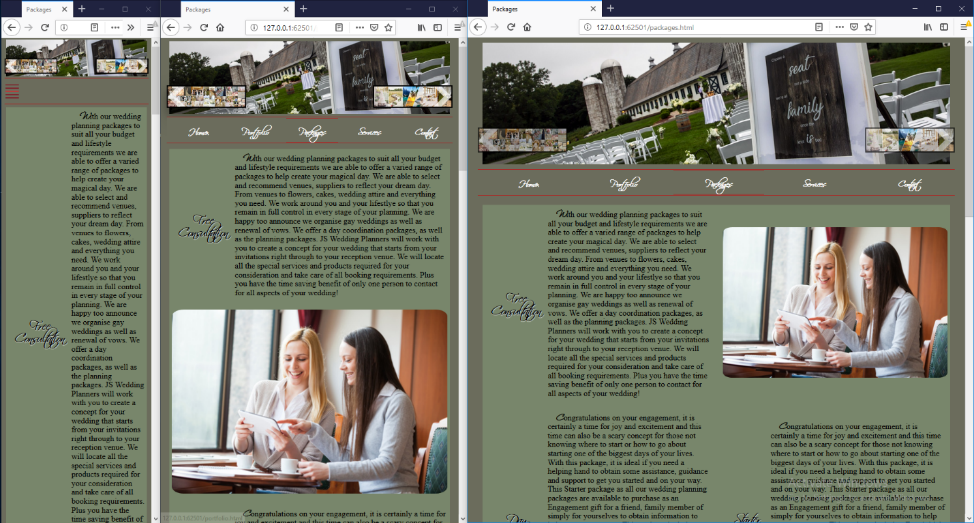 Packages
Packages
Packages
127.0.0.1:62501/
127.0.0.1:62501/packages.html
seat
family
seat
family
Home Portfolio Packages Services Contact
Home Portfolio Packages Services Contact
With our wedding
planning packages to
suit all your budget
and lifestyle
requirements we are
able to offer a varied
range of packages to
help create your
magical day. We are
able to select and
recommend venues,
suppliers to reflect
your dream day. From
venues to flowers,
cakes, wedding attire
and everything you
need. We work
around you and your
lifestlye so that you
remain in full control
in every stage of your
planning. We are
happy too announce
we organise gay
weddings as well as
renewal of vows. We
offer a day
coordination
packages, as well as
the planning
packages. JS Wedding
Planners will work
with you to create a
concept for your
wedding that starts
from your invitations
right through to your
reception venue. We
will locate all the
special services and
products required for
your consideration
and take care of all
booking requirements.
Plus you have the
time saving benefit of
Free
Consultation
With our wedding planning packages to suit all your budget
and lifestyle requirements we are able to offer a varied range of
packages to help create your magical day. We are able to select
and recommend venues, suppliers to reflect your dream day.
From venues to flowers, cakes, wedding attire and everything
you need. We work around you and your lifestlye so that you
remain in full control in every stage of your planning. We are
happy too announce we organise gay weddings as well as
renewal of vows. We offer a day coordination packages, as well
as the planning packages. JS Wedding Planners will work with
you to create a concept for your wedding that starts from your
invitations right through to your reception venue. We will locate
all the special services and products required for your
consideration and take care of all booking requirements. Plus
you have the time saving benefit of only one person to contact
for all aspects of your wedding!
Free
Consultation
Congratulations on your engagement, it is
certainly a time for joy and excitement and
With our wedding planning packages to suit
all your budget and lifestyle requirements we are
able to offer a varied range of packages to help
create your magical day. We are able to select
and recommend venues, suppliers to reflect your
dream day. From venues to flowers, cakes,
wedding attire and everything you need. We
work around you and your lifestlye so that you
remain in full control in every stage of your
planning. We are happy too announce we
organise gay weddings as well as renewal of
vows. We offer a day coordination packages, as
well as the planning packages. JS Wedding
Planners will work with you to create a concept
for your wedding that starts from your invitations
right through to your reception venue. We will
locate all the special services and products
required for your consideration and take care of
all booking requirements. Plus you have the time
saving benefit of only one person to contact for
all aspects of your wedding!
Free
Consultation
Congratulations on your engagement, it is
certainly a time for joy and excitement and this
time can also be a scary concept for those not
knowing where to start or how to go about
starting one of the biggest days of your lives.
With this package, it is ideal if you need a
helping hand to obtain some assistance, guidance
and support to get you started and on your way.
This Starter package as all our wedding planning
packages are available to purchase as an
Engagement gift for a friend, family member of
simply for yourselves to obtain information to
Day
Congratulations on your engagement, it is
certainly a time for joy and excitement and this time
can also be a scary concept for those not knowing
where to start or how to go about starting one of the
biggest days of your lives. With this package, it is
ideal if you need a helping hand to obtain some
assistance, guidance and support to get you started
and on your way. This Starter package as all our
wedding planning packages are available to purchase
as an Engagement gift for a friend, family member of
simply for yourselves to obtain information to help
Starter